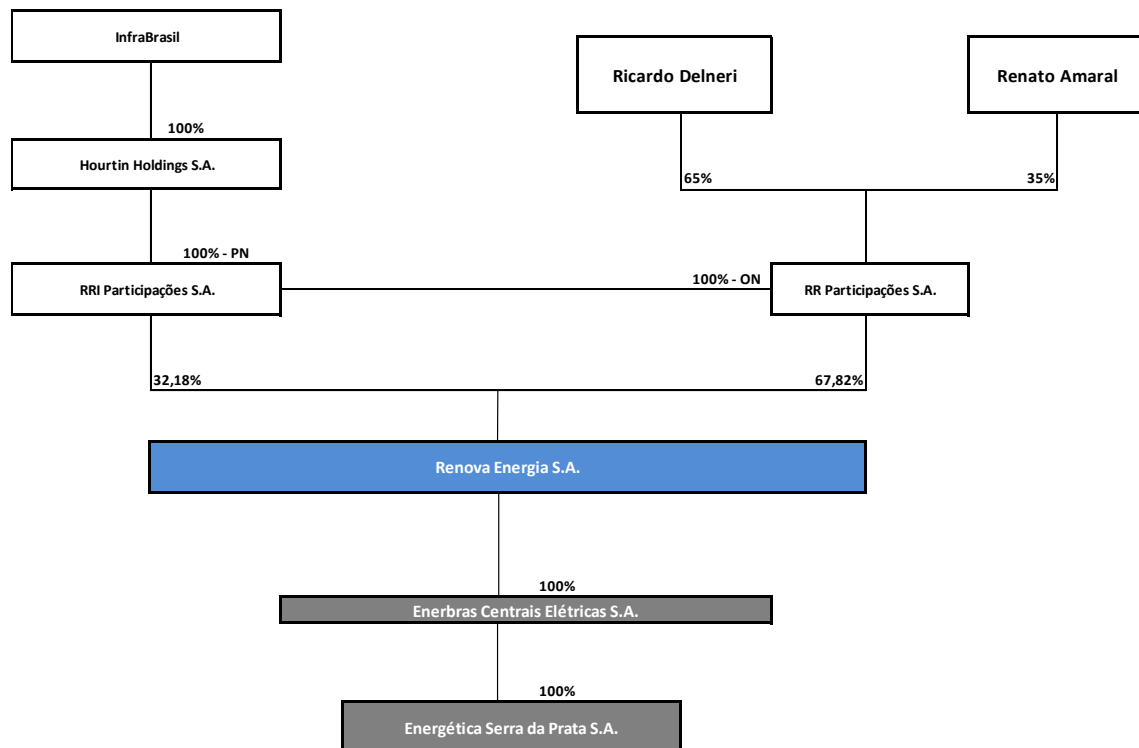 InfraBrasil
Ricardo Delneri
Renato Amaral
100%
Hourtin Holdings S.A.
65%
35%
100% - PN
100% - ON
RRI Participações S.A.
RR Participações S.A.
32,18%
67,82%
Renova Energia S.A.
100%
Enerbras Centrais Elétricas S.A.
100%
Energética Serra da Prata S.A.